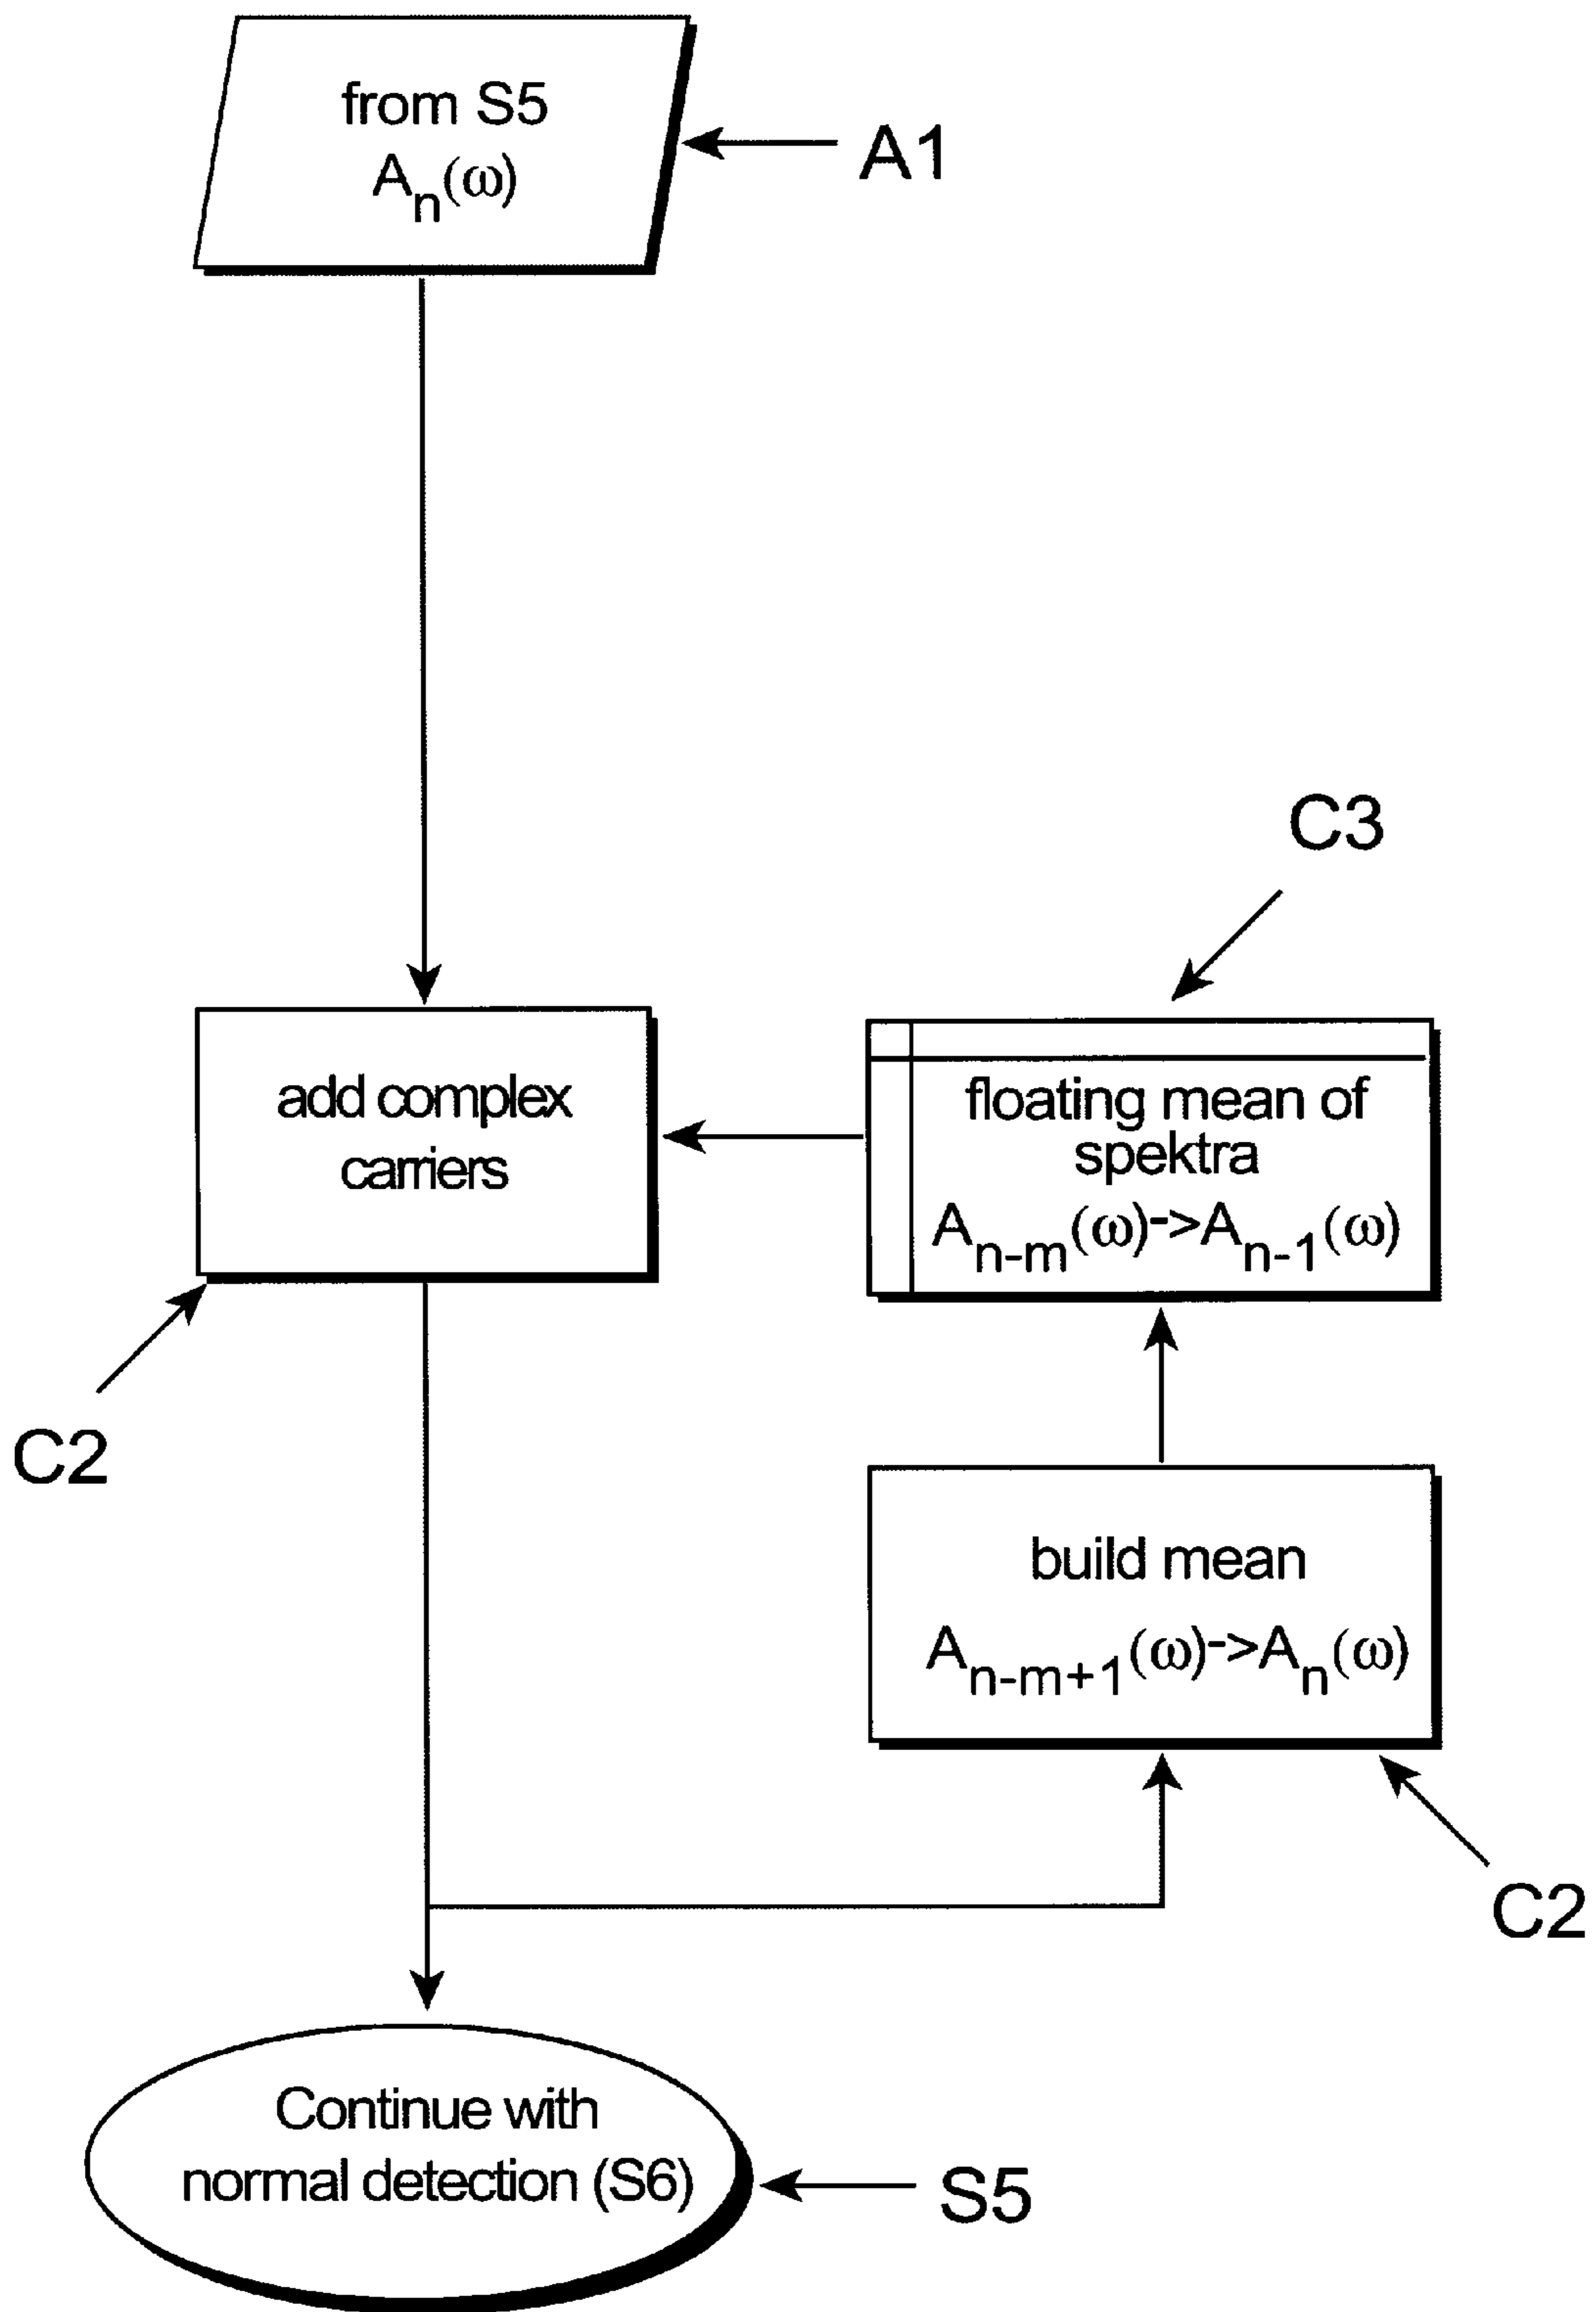 from S5
Aₙ(ω)
A1
C3
add complex
carriers
floating mean of
spektra
Aₙ₋ₘ(ω)->Aₙ₋₁(ω)
C2
build mean
Aₙ₋ₘ₊₁(ω)->Aₙ(ω)
C2
Continue with
normal detection (S6)
S5